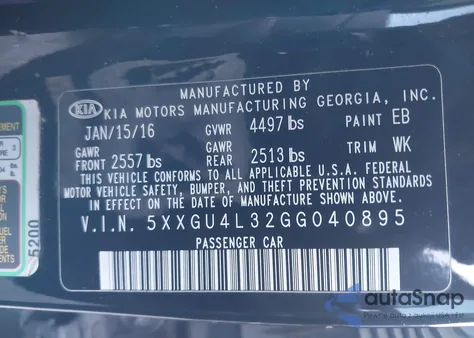 MANUFACTURED BY
KIA KIA MOTORS MANUFACTURING GEORGIA, INC.
JAN/15/16 GVWR 4497 lbs PAINT EB
GAWR FRONT 2557 lbs GAWR REAR 2513 lbs TRIM WK
THIS VEHICLE CONFORMS TO ALL APPLICABLE U.S.A. FEDERAL
MOTOR VEHICLE SAFETY, BUMPER, AND THEFT PREVENTION STANDARDS
IN EFFECT ON THE DATE OF MANUFACTURE SHOWN ABOVE.
V.I.N. 5XXGU4L32GG040895
PASSENGER CAR
5200
autoSnap